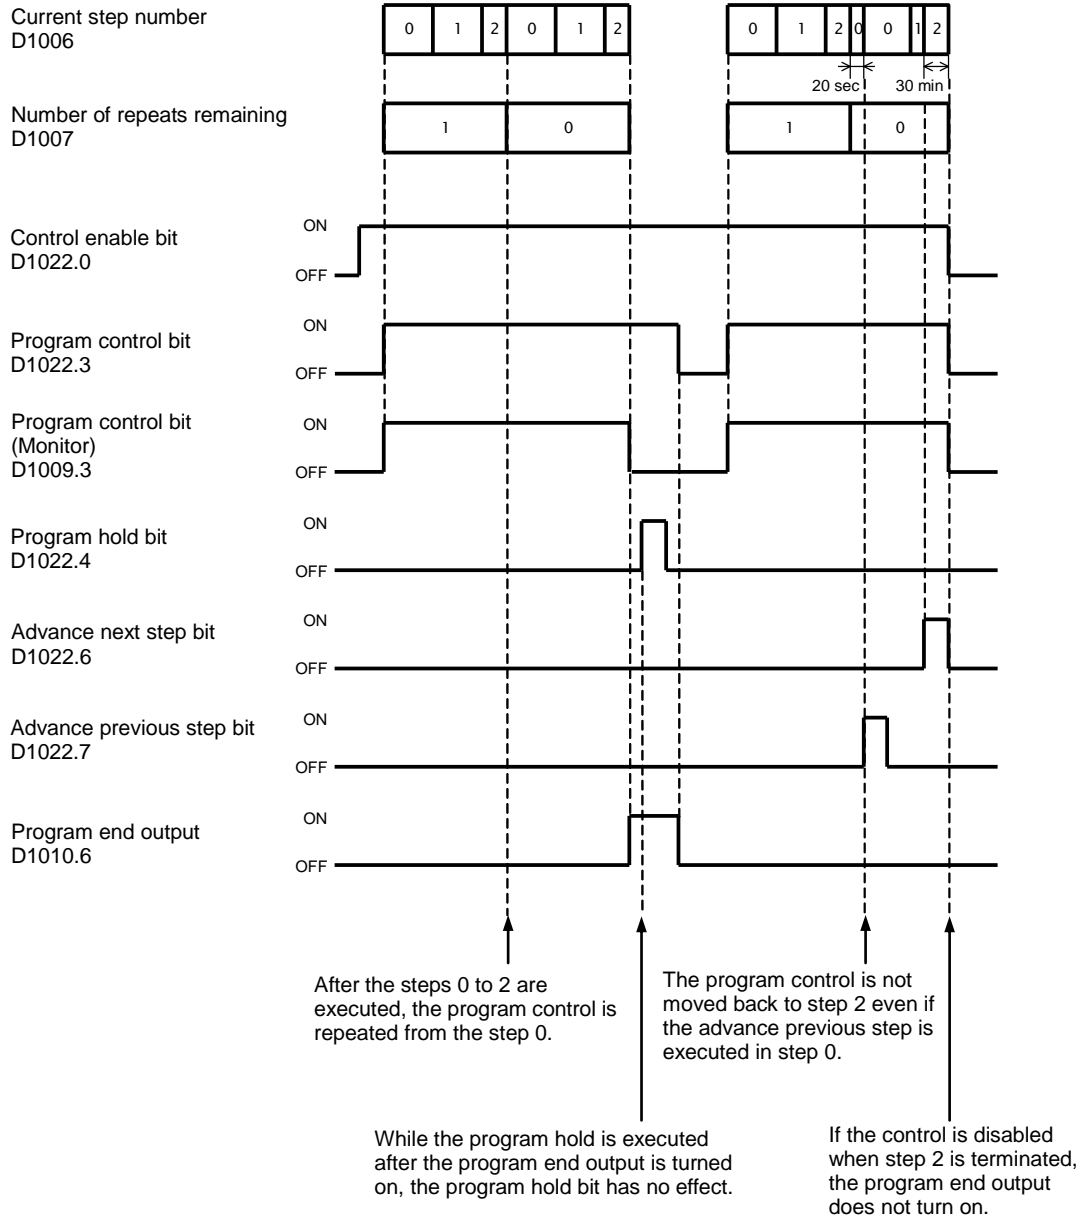 Current step number
D1006
0 1 2 0 1 2 0 1 2 0 0 1 2
20 sec 30 min
Number of repeats remaining
D1007
1 0 1 0
ON
Control enable bit
D1022.0
OFF
ON
Program control bit
D1022.3
OFF
Program control bit
(Monitor)
D1009.3
ON
OFF
ON
Program hold bit
D1022.4
OFF
ON
Advance next step bit
D1022.6
OFF
ON
Advance previous step bit
D1022.7
OFF
ON
Program end output
D1010.6
OFF
After the steps 0 to 2 are
executed, the program control is
repeated from the step 0.
The program control is not
moved back to step 2 even if
the advance previous step is
executed in step 0.
While the program hold is executed
after the program end output is turned
on, the program hold bit has no effect.
If the control is disabled
when step 2 is terminated,
the program end output
does not turn on.